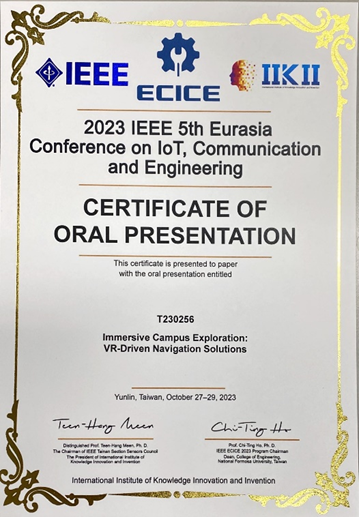 IEEE
ECICE
IIKII
2023 IEEE 5th Eurasia
Conference on IoT, Communication
and Engineering
CERTIFICATE OF
ORAL PRESENTATION
This certificate is presented to paper
with the oral presentation entitled
T230256
Immersive Campus Exploration:
VR-Driven Navigation Solutions
Yunlin, Taiwan, October 27–29, 2023
Teen-Hang Meen
Chi-Ting Ho
Distinguished Prof. Teen-Hang Meen, Ph. D.
The Chairman of IEEE Tainan Section Sensors Council
The President of International Institute of
Knowledge Innovation and Invention
Prof. Chi-Ting Ho, Ph. D.
IEEE ECICE 2023 Program Chairman
Dean, College of Engineering,
National Formosa University, Taiwan
International Institute of Knowledge Innovation and Invention